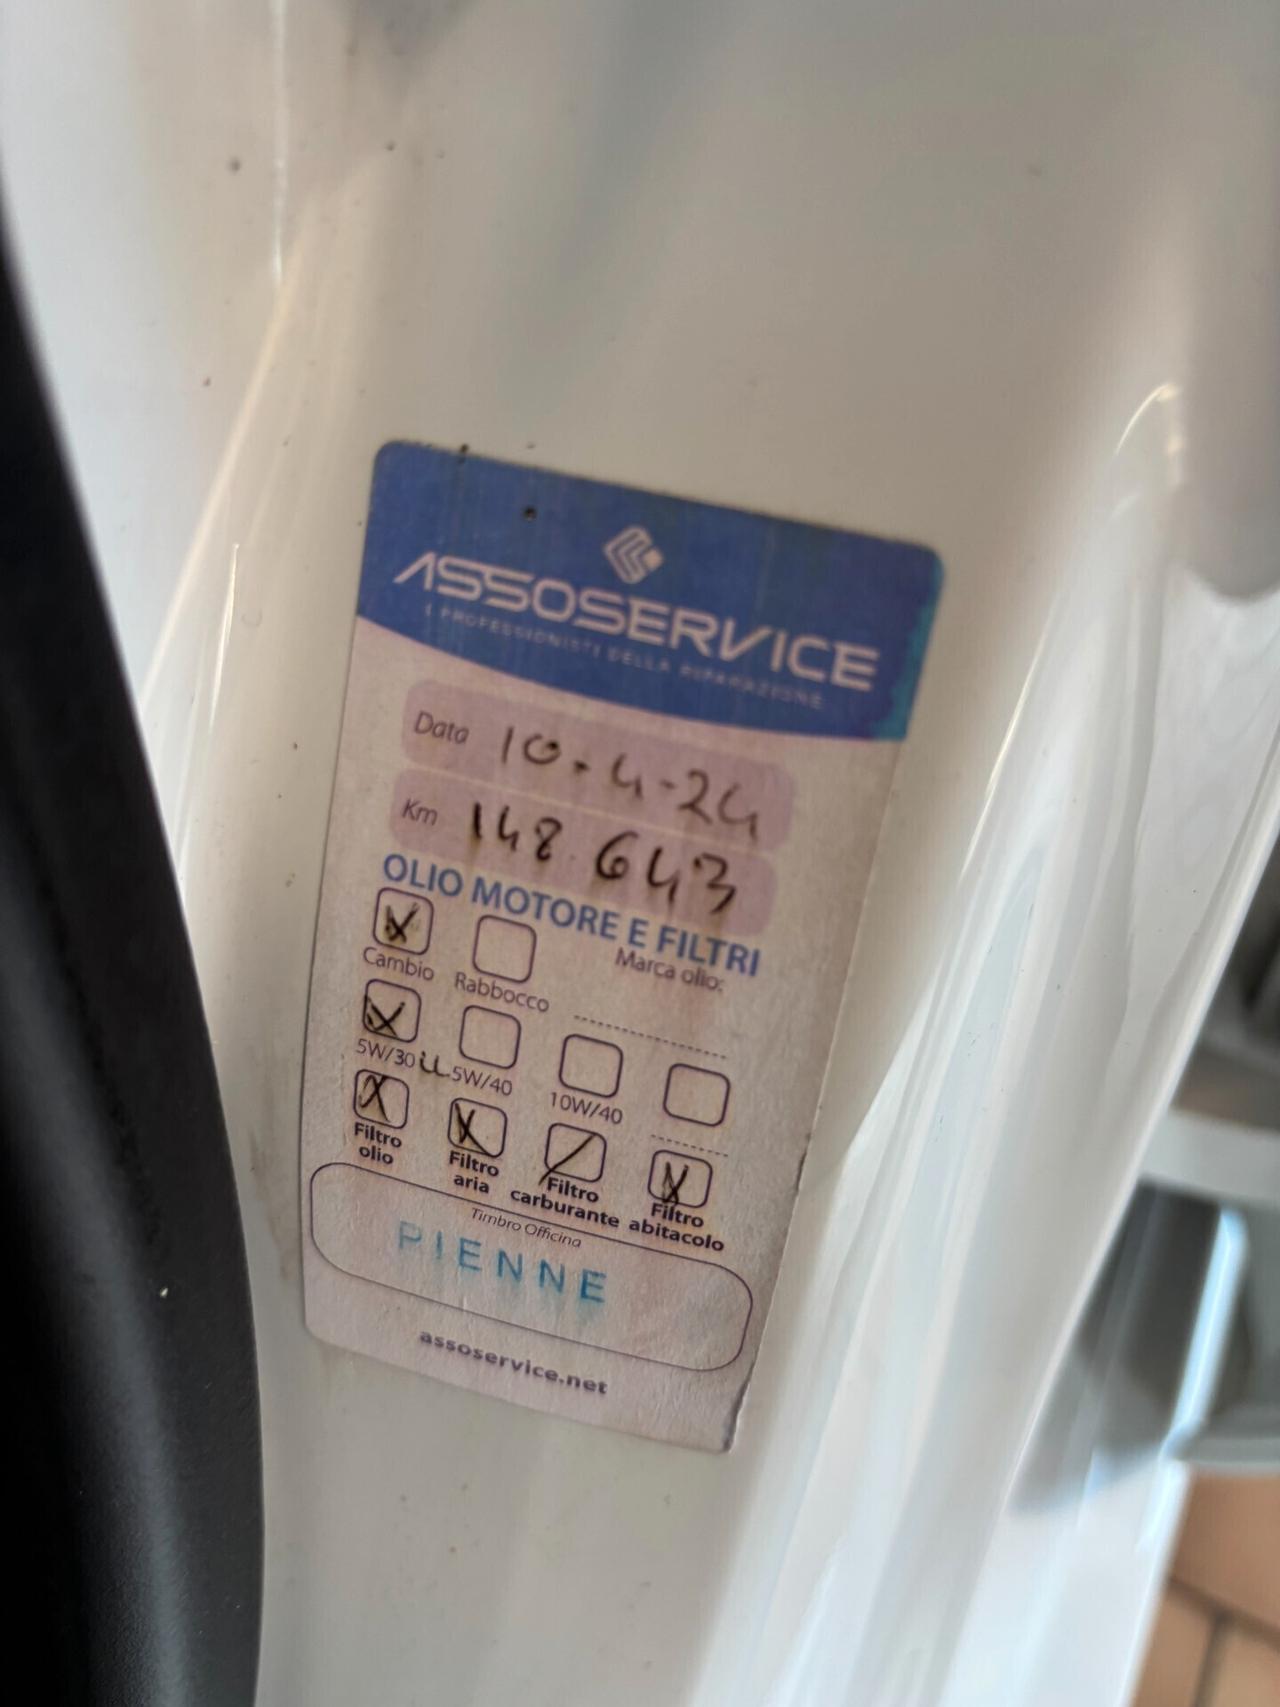 ASSOSERVICE
I PROFESSIONISTI DELLA RIPARAZIONE
Data 10.4-24
Km 148.643
OLIO MOTORE E FILTRI
Cambio Rabbocco Marca olio:
5W/30 5W/40 10W/40
Filtro olio Filtro aria Filtro carburante Filtro abitacolo
Timbro Officina
PIENNE
assoservice.net